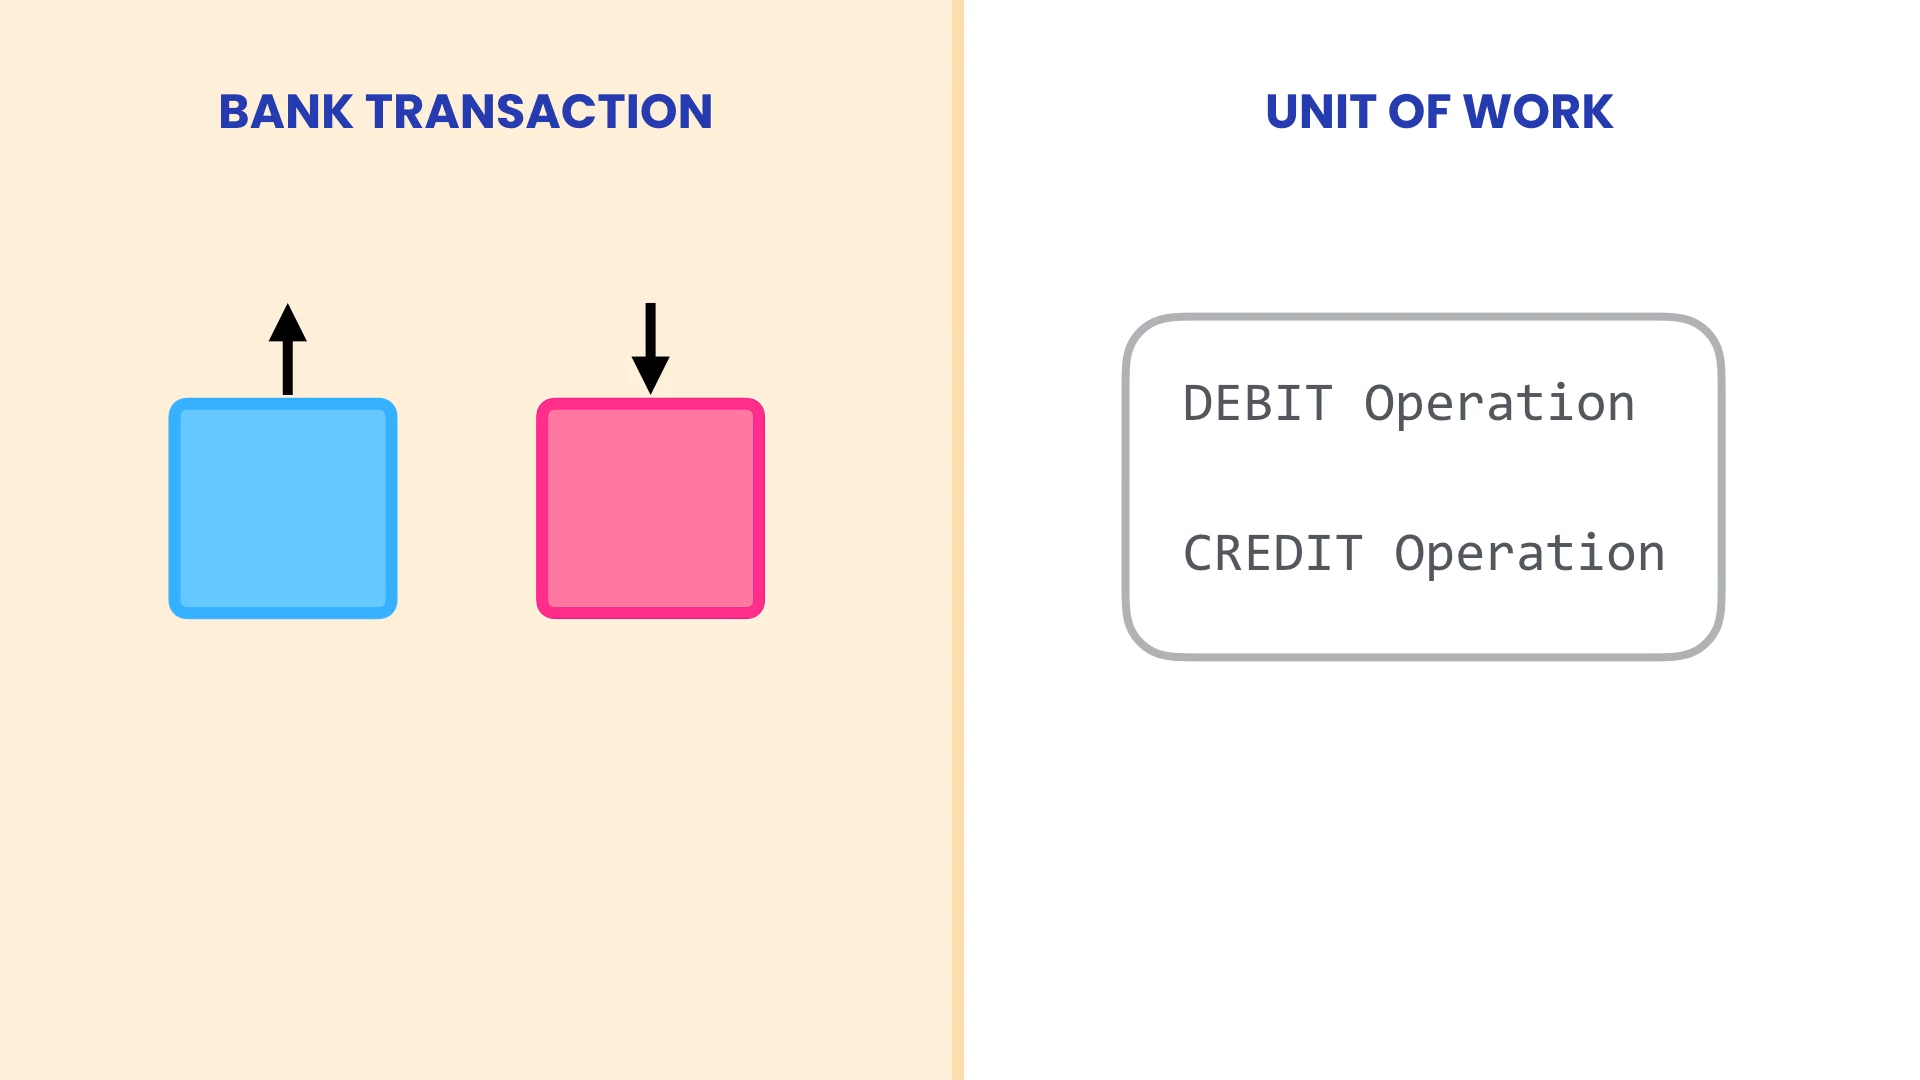 BANK TRANSACTION
UNIT OF WORK
DEBIT Operation
CREDIT Operation